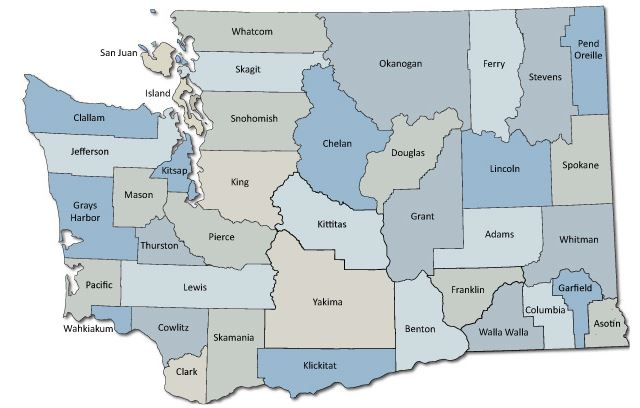 Whatcom
San Juan
Skagit
Island
Okanogan
Ferry
Stevens
Pend
Oreille
Clallam
Snohomish
Chelan
Douglas
Jefferson
Kitsap
King
Lincoln
Spokane
Mason
Grays
Harbor
Kittitas
Grant
Adams
Whitman
Thurston
Pierce
Pacific
Lewis
Yakima
Franklin
Garfield
Wahkiakum
Cowlitz
Skamania
Benton
Walla Walla
Columbia
Asotin
Clark
Klickitat